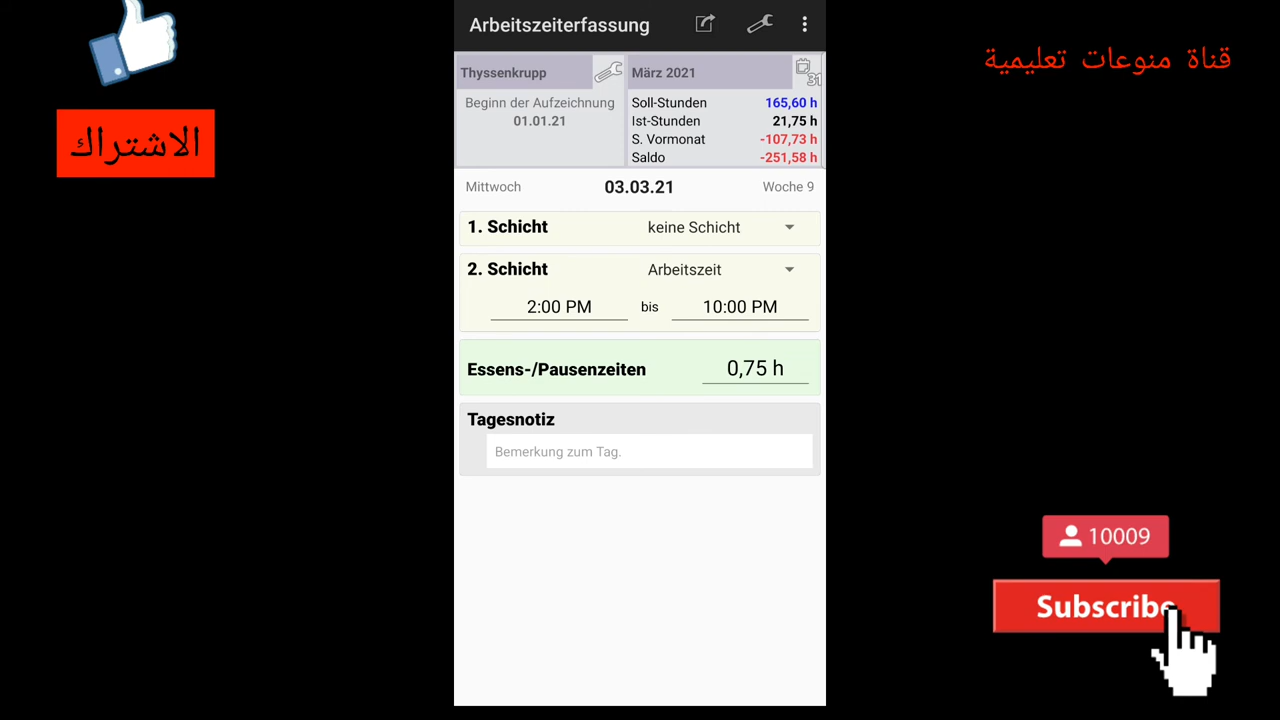 Arbeitszeiterfassung
قناة منوعات تعليمية
الاشتراك
Thyssenkrupp
März 2021
31
Beginn der Aufzeichnung
01.01.21
Soll-Stunden 165,60 h
Ist-Stunden 21,75 h
S. Vormonat -107,73 h
Saldo -251,58 h
Mittwoch 03.03.21 Woche 9
1. Schicht keine Schicht
2. Schicht Arbeitszeit
2:00 PM bis 10:00 PM
Essens-/Pausenzeiten 0,75 h
Tagesnotiz
Bemerkung zum Tag.
10009
Subscribe